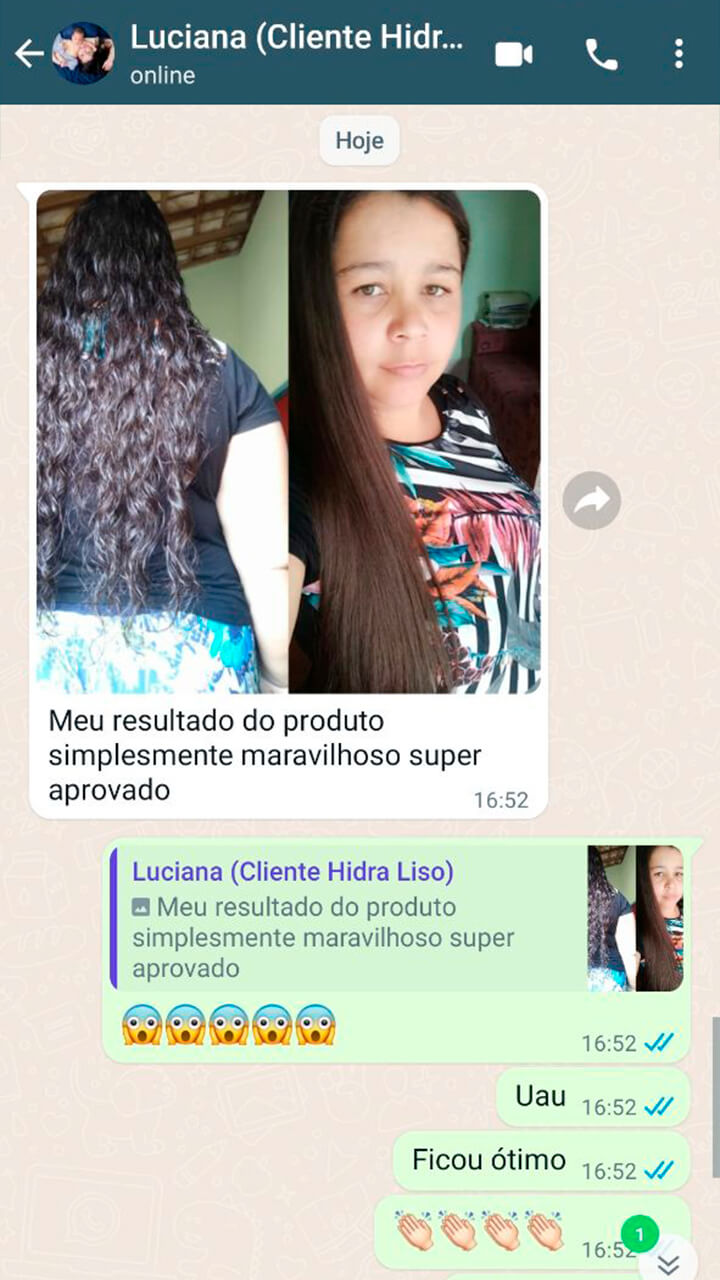 Luciana (Cliente Hidr...
online
Hoje
Meu resultado do produto
simplesmente maravilhoso super
aprovado
16:52
Luciana (Cliente Hidra Liso)
Meu resultado do produto
simplesmente maravilhoso super
aprovado
😱😱😱😱😱
16:52
Uau
16:52
Ficou ótimo
16:52
👏🏻👏🏻👏🏻👏🏻
16:52
1